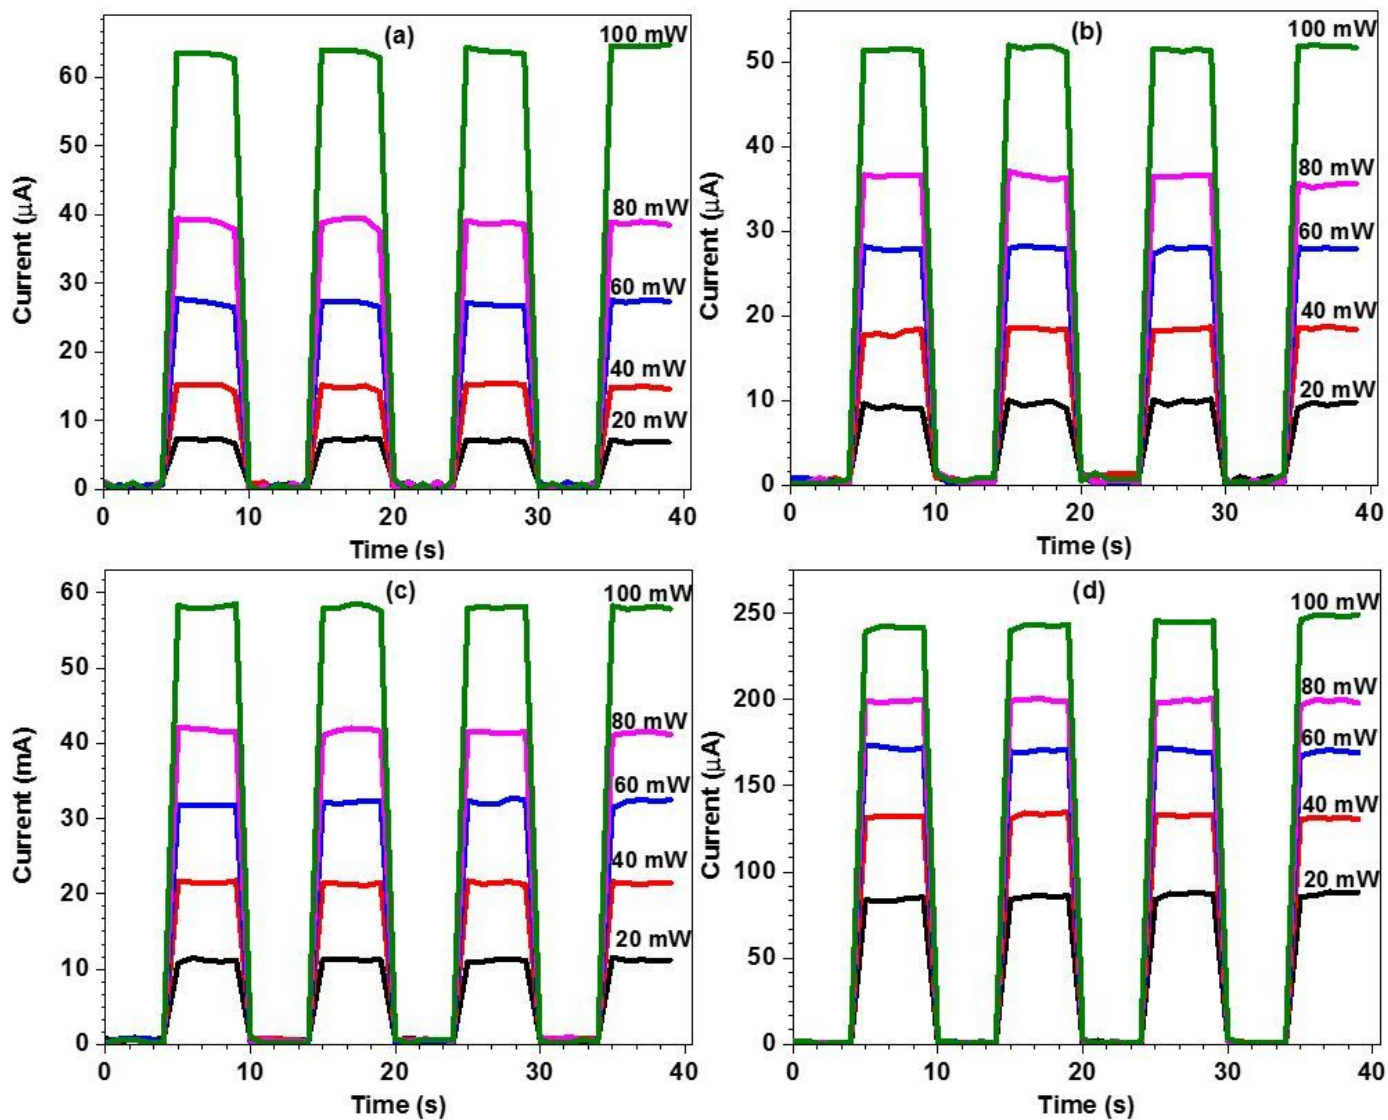 (a)
100 mW
80 mW
60 mW
40 mW
20 mW
Current (μA)
60
50
40
30
20
10
0
0 10 20 30 40
Time (s)
(b)
100 mW
80 mW
60 mW
40 mW
20 mW
Current (μA)
50
40
30
20
10
0
0 10 20 30 40
Time (s)
(c)
100 mW
80 mW
60 mW
40 mW
20 mW
Current (mA)
60
50
40
30
20
10
0
0 10 20 30 40
Time (s)
(d)
100 mW
80 mW
60 mW
40 mW
20 mW
Current (μA)
250
200
150
100
50
0
0 10 20 30 40
Time (s)